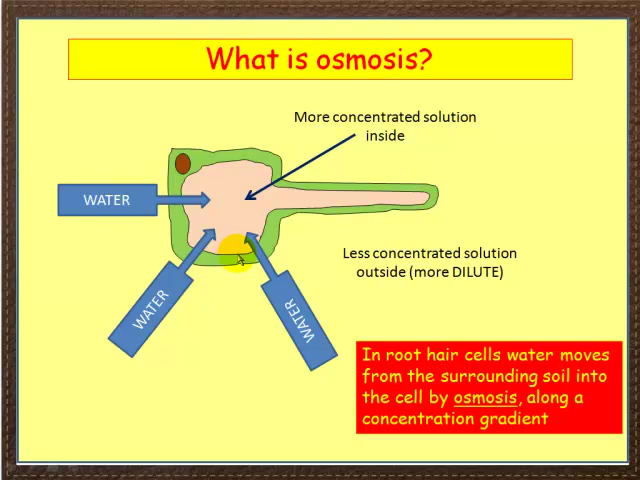 What is osmosis?
More concentrated solution
inside
WATER
Less concentrated solution
outside (more DILUTE)
WATER
WATER
In root hair cells water moves
from the surrounding soil into
the cell by osmosis, along a
concentration gradient